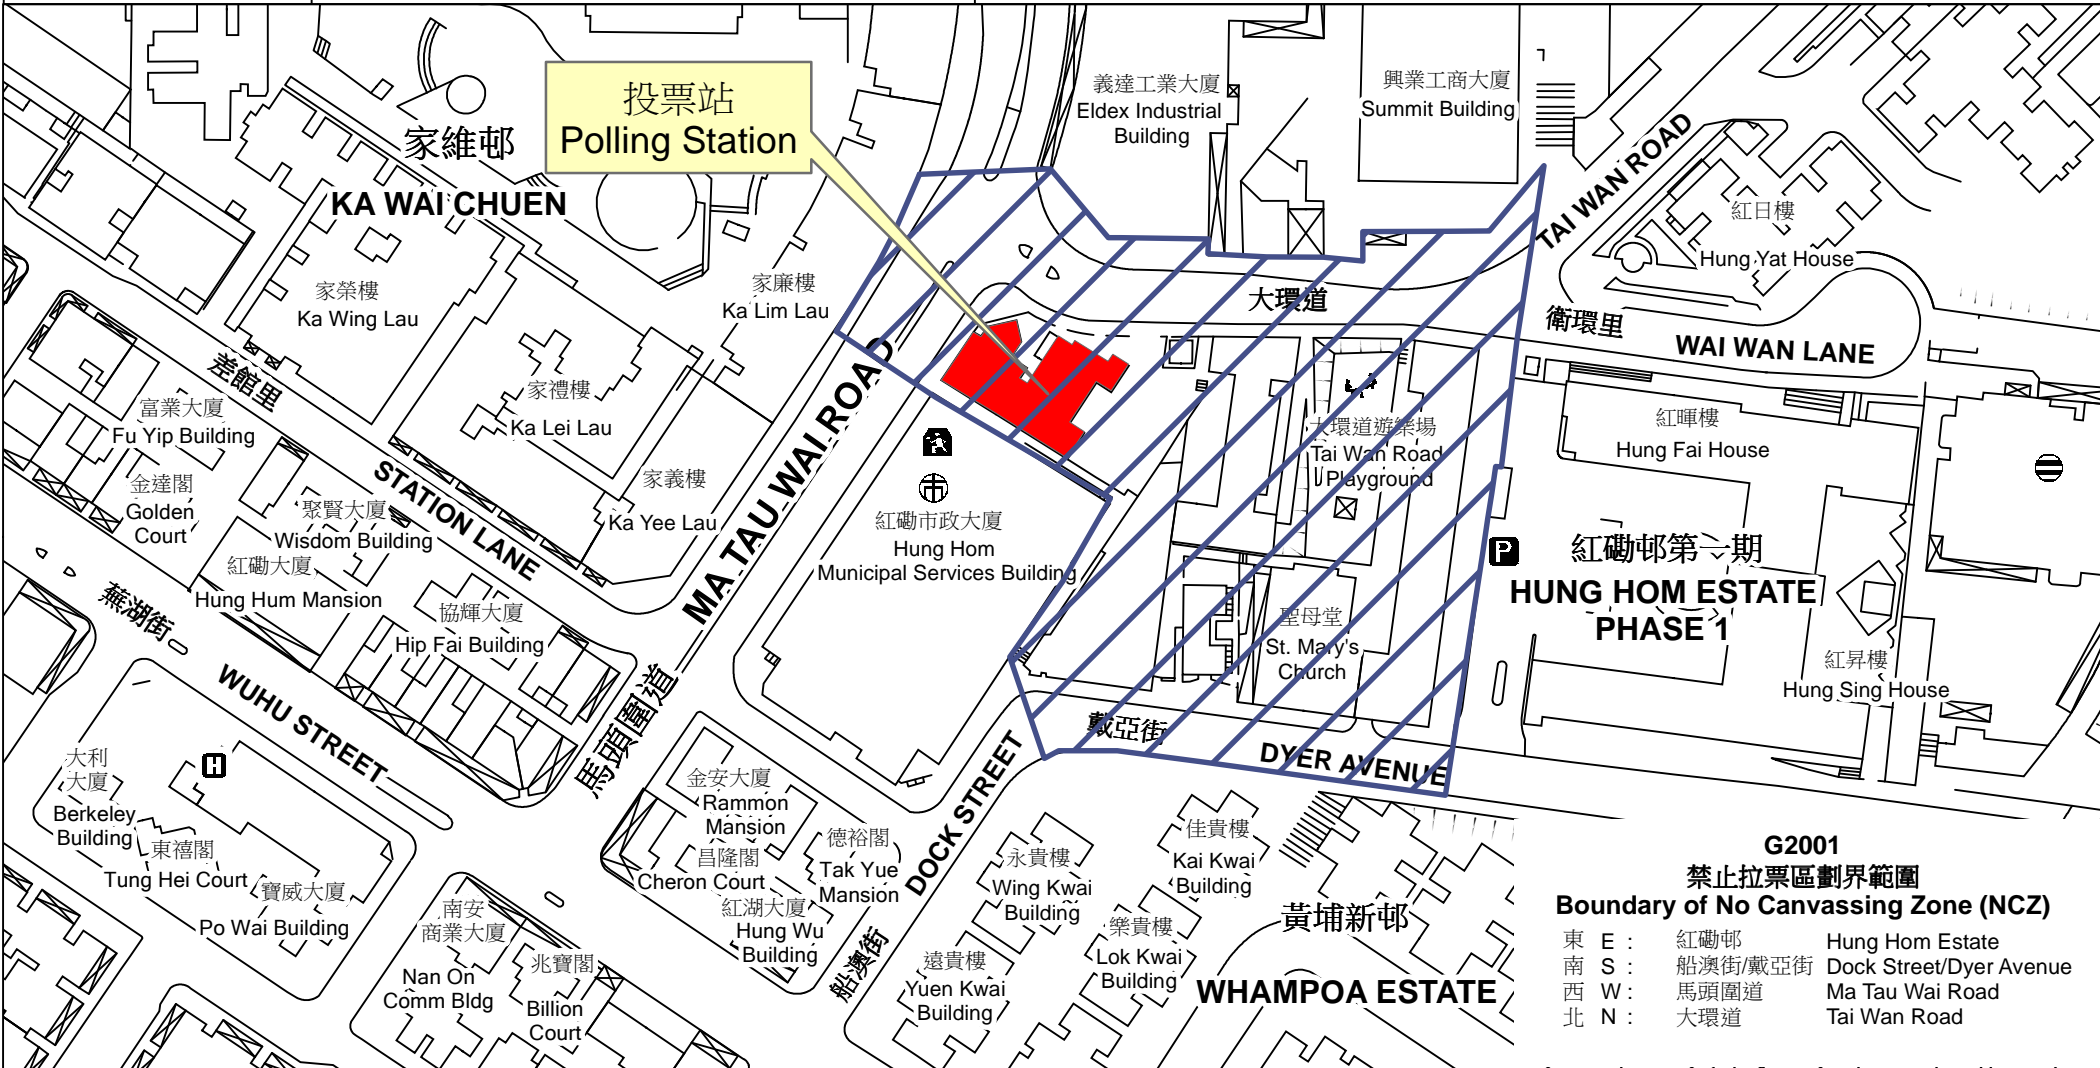 投票站
Polling Station
義達工業大廈
Eldex Industrial
Building
興業工商大廈
Summit Building
TAI WAN ROAD
家維邨
KA WAI CHUEN
紅日樓
Hung Yat House
家榮樓
Ka Wing Lau
家廉樓
Ka Lim Lau
大環道
衞環里
WAI WAN LANE
差館里
STATION LANE
家禮樓
Ka Lei Lau
富業大廈
Fu Yip Building
金達閣
Golden
Court
聚賢大廈
Wisdom Building
家義樓
Ka Yee Lau
MA TAU WAI ROAD
馬頭圍道
大環道遊樂場
Tai Wan Road
Playground
紅暉樓
Hung Fai House
紅磡市政大廈
Hung Hom
Municipal Services Building
市
P
紅磡邨第一期
HUNG HOM ESTATE
PHASE 1
紅磡大廈
Hung Hum Mansion
協輝大廈
Hip Fai Building
蕪湖街
WUHU STREET
聖母堂
St. Mary's
Church
紅昇樓
Hung Sing House
戴亞街
DYER AVENUE
H
大利
大廈
Berkeley
Building
東禧閣
Tung Hei Court
寶威大廈
Po Wai Building
金安大廈
Rammon
Mansion
昌隆閣
Cheron Court
德裕閣
Tak Yue
Mansion
紅湖大廈
Hung Wu
Building
DOCK STREET
船澳街
南安
商業大廈
Nan On
Comm Bldg
兆寶閣
Billion
Court
永貴樓
Wing Kwai
Building
佳貴樓
Kai Kwai
Building
樂貴樓
Lok Kwai
Building
遠貴樓
Yuen Kwai
Building
黃埔新邨
WHAMPOA ESTATE
G2001
禁止拉票區劃界範圍
Boundary of No Canvassing Zone (NCZ)
東 E : 紅磡邨 Hung Hom Estate
南 S : 船澳街/戴亞街 Dock Street/Dyer Avenue
西 W : 馬頭圍道 Ma Tau Wai Road
北 N : 大環道 Tai Wan Road